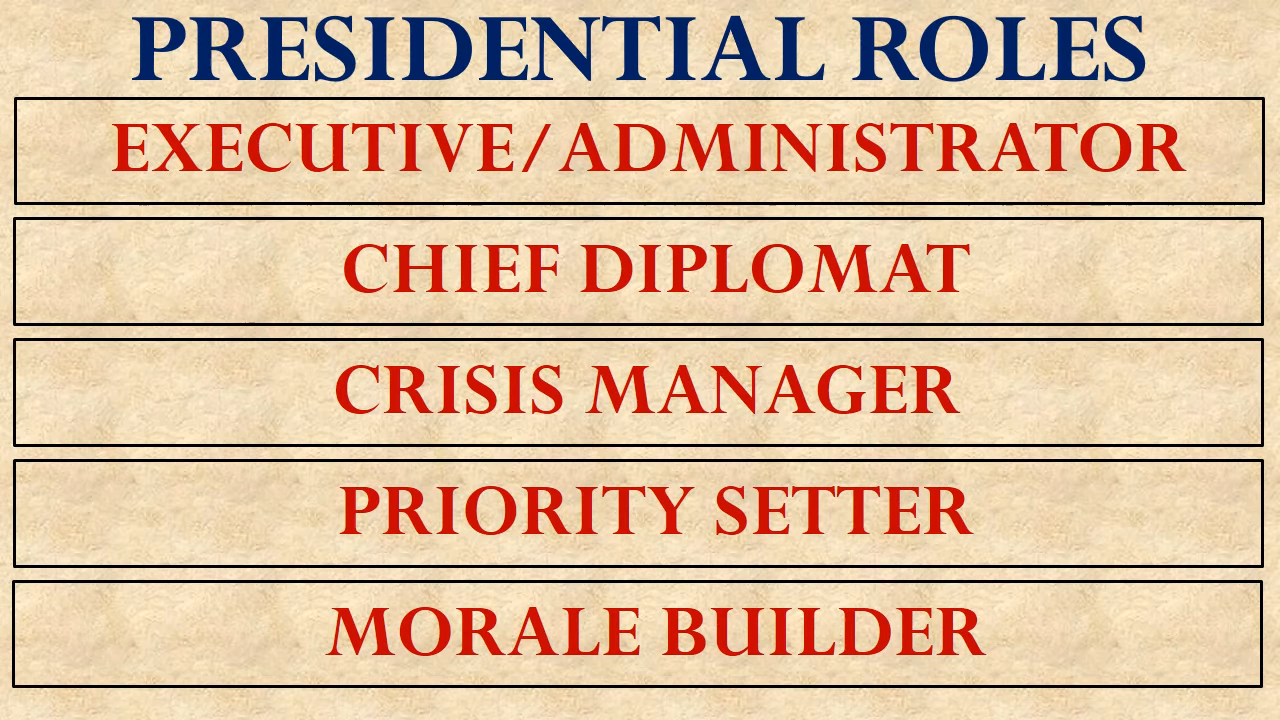 PRESIDENTIAL ROLES
EXECUTIVE/ADMINISTRATOR
CHIEF DIPLOMAT
CRISIS MANAGER
PRIORITY SETTER
MORALE BUILDER